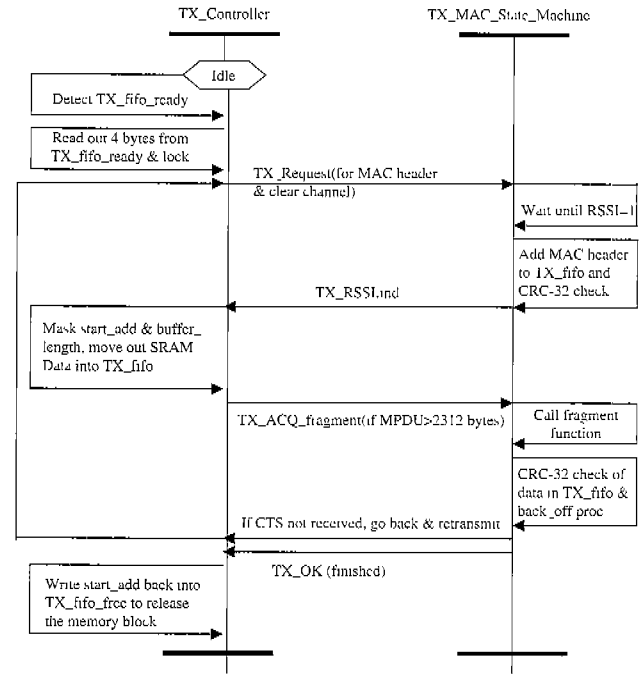 TX_Controller
TX_MAC_State_Machine
Idle
Detect TX_fifo_ready
Read out 4 bytes from
TX_fifo_ready & lock
TX_Request(for MAC header
& clear channel)
Wait until RSSI=1
Add MAC header
to TX_fifo and
CRC-32 check
TX_RSSI.ind
Mask start_add & buffer_
length, move out SRAM
Data into TX_fifo
TX_ACQ_fragment(if MPDU>2312 bytes)
Call fragment
function
CRC-32 check of
data in TX_fifo &
back_off proc
If CTS not received, go back & retransmit
TX_OK (finished)
Write start_add back into
TX_fifo_free to release
the memory block